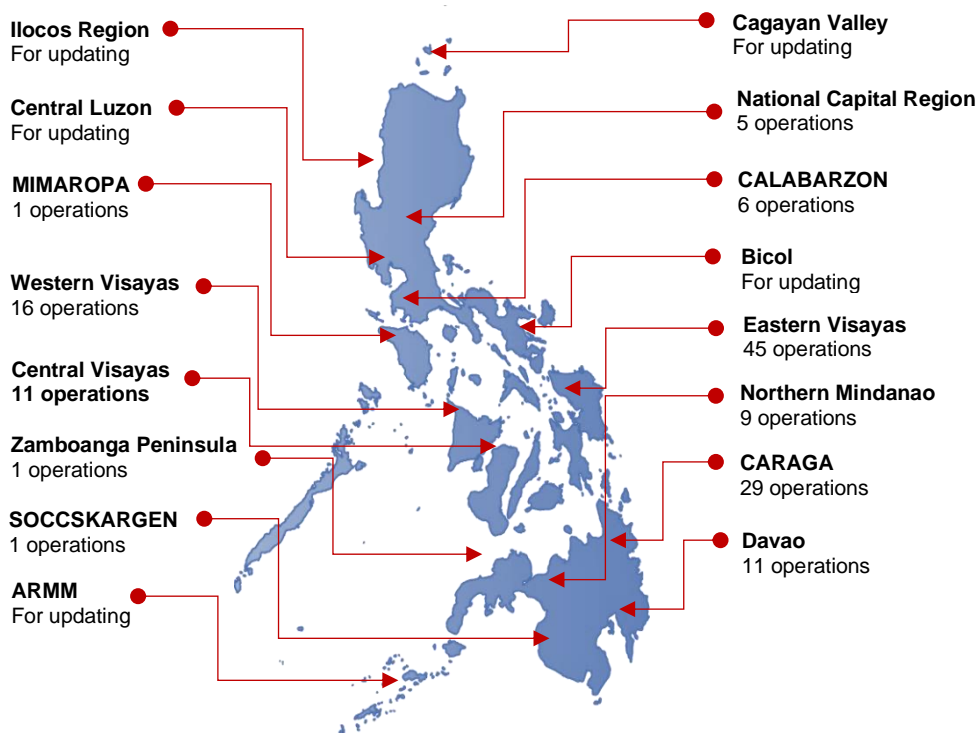 Ilocos Region
For updating
Central Luzon
For updating
MIMAROPA
1 operations
Western Visayas
16 operations
Central Visayas
11 operations
Zamboanga Peninsula
1 operations
SOCCSKARGEN
1 operations
ARMM
For updating
Cagayan Valley
For updating
National Capital Region
5 operations
CALABARZON
6 operations
Bicol
For updating
Eastern Visayas
45 operations
Northern Mindanao
9 operations
CARAGA
29 operations
Davao
11 operations